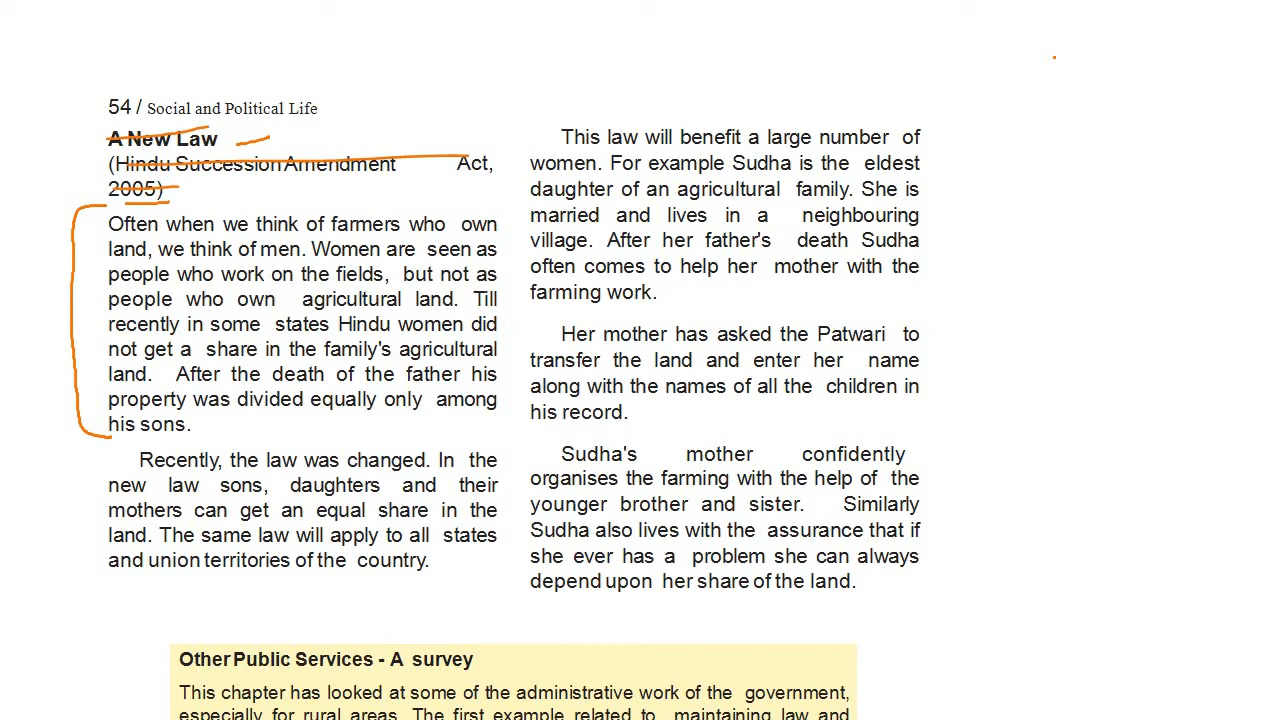 54 / Social and Political Life
A New Law
(Hindu Succession Amendment Act,
2005)
Often when we think of farmers who own
land, we think of men. Women are seen as
people who work on the fields, but not as
people who own agricultural land. Till
recently in some states Hindu women did
not get a share in the family's agricultural
land. After the death of the father his
property was divided equally only among
his sons.
Recently, the law was changed. In the
new law sons, daughters and their
mothers can get an equal share in the
land. The same law will apply to all states
and union territories of the country.
This law will benefit a large number of
women. For example Sudha is the eldest
daughter of an agricultural family. She is
married and lives in a neighbouring
village. After her father's death Sudha
often comes to help her mother with the
farming work.
Her mother has asked the Patwari to
transfer the land and enter her name
along with the names of all the children in
his record.
Sudha's mother confidently
organises the farming with the help of the
younger brother and sister. Similarly
Sudha also lives with the assurance that if
she ever has a problem she can always
depend upon her share of the land.
Other Public Services - A survey
This chapter has looked at some of the administrative work of the government,
especially for rural areas. The first example related to maintaining law and